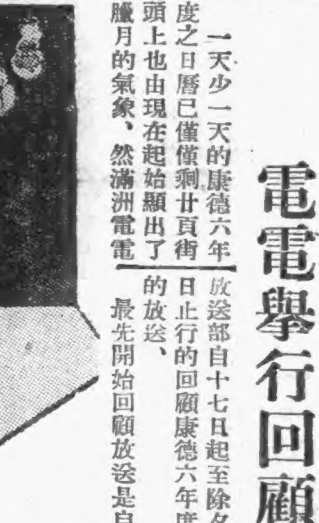 電電舉行回顧
一天少一天的康德六年
度之日曆已僅僅剩廿頁街
頭上也由現在起始顯出了
臘月的氣象、然滿洲電電
放送部自十七日起至除夕
日止行的回顧康德六年度
的放送、
最先開始回顧放送是自